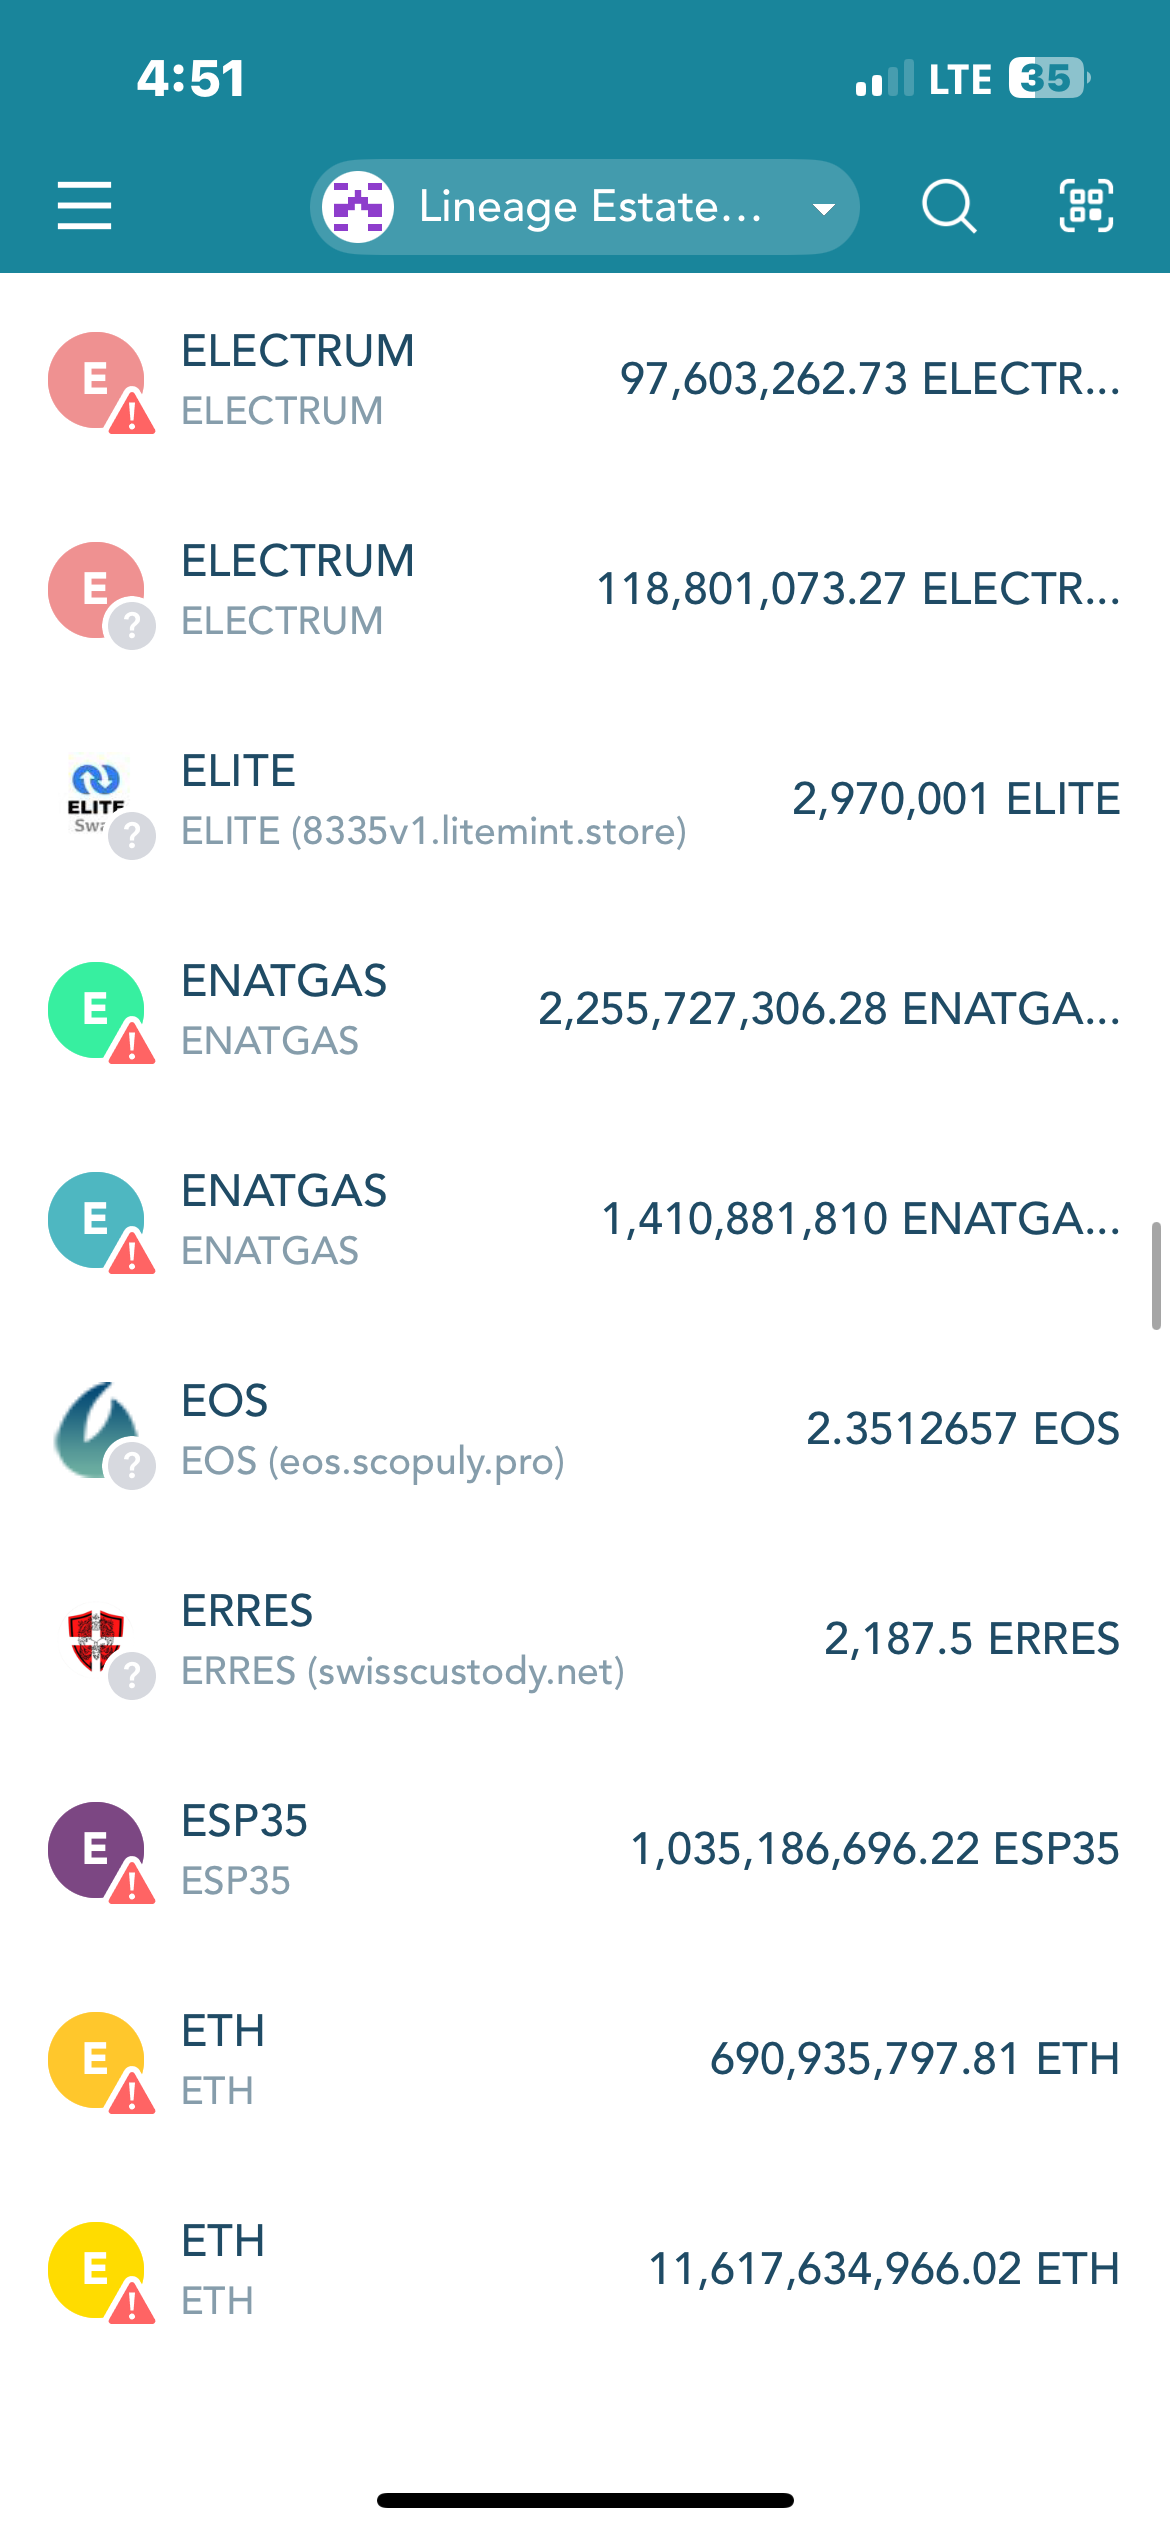 4:51
LTE 35
Lineage Estate...
E
ELECTRUM
97,603,262.73 ELECTR...
ELECTRUM
E
ELECTRUM
118,801,073.27 ELECTR...
ELECTRUM
ELITE
2,970,001 ELITE
ELITE
ELITE (8335v1.litemint.store)
E
ENATGAS
2,255,727,306.28 ENATGA...
ENATGAS
E
ENATGAS
1,410,881,810 ENATGA...
ENATGAS
EOS
2.3512657 EOS
EOS (eos.scopuly.pro)
ERRES
2,187.5 ERRES
ERRES (swisscustody.net)
E
ESP35
1,035,186,696.22 ESP35
ESP35
E
ETH
690,935,797.81 ETH
ETH
E
ETH
11,617,634,966.02 ETH
ETH